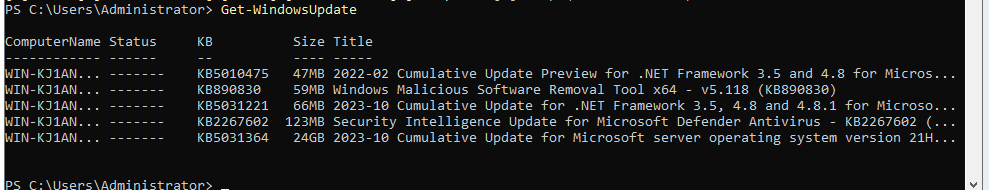 PS C:\Users\Administrator> Get-WindowsUpdate
ComputerName Status KB Size Title
------------ ------ -- ---- -----
WIN-KJ1AN... ------- KB5010475 47MB 2022-02 Cumulative Update Preview for .NET Framework 3.5 and 4.8 for Micros...
WIN-KJ1AN... ------- KB890830 59MB Windows Malicious Software Removal Tool x64 - v5.118 (KB890830)
WIN-KJ1AN... ------- KB5031221 66MB 2023-10 Cumulative Update for .NET Framework 3.5, 4.8 and 4.8.1 for Microso...
WIN-KJ1AN... ------- KB2267602 123MB Security Intelligence Update for Microsoft Defender Antivirus - KB2267602 (...
WIN-KJ1AN... ------- KB5031364 24GB 2023-10 Cumulative Update for Microsoft server operating system version 21H...
PS C:\Users\Administrator> _